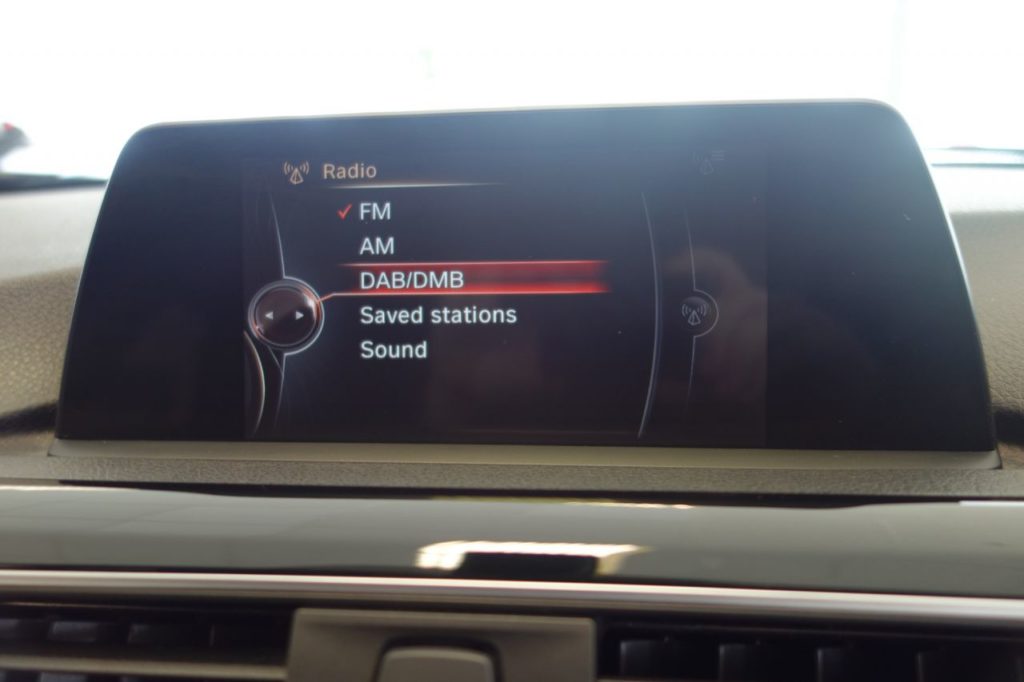 Radio
FM
AM
DAB/DMB
Saved stations
Sound